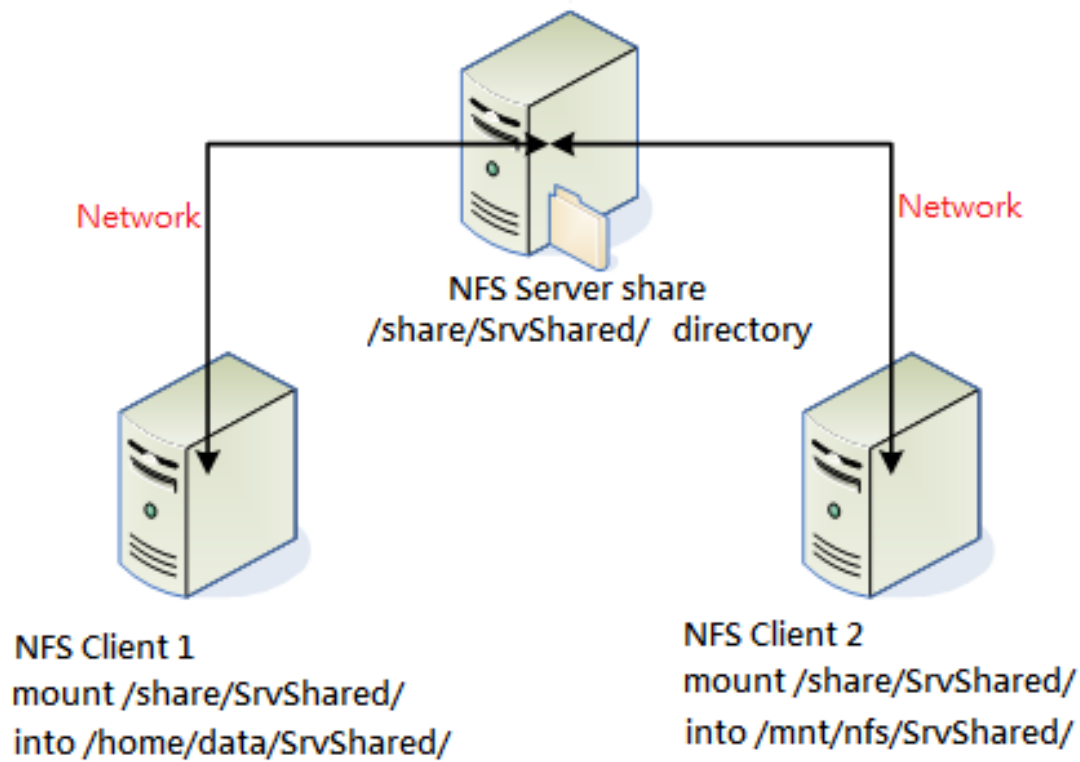 Network
Network
NFS Server share
/share/SrvShared/ directory
NFS Client 1
mount /share/SrvShared/
into /home/data/SrvShared/
NFS Client 2
mount /share/SrvShared/
into /mnt/nfs/SrvShared/